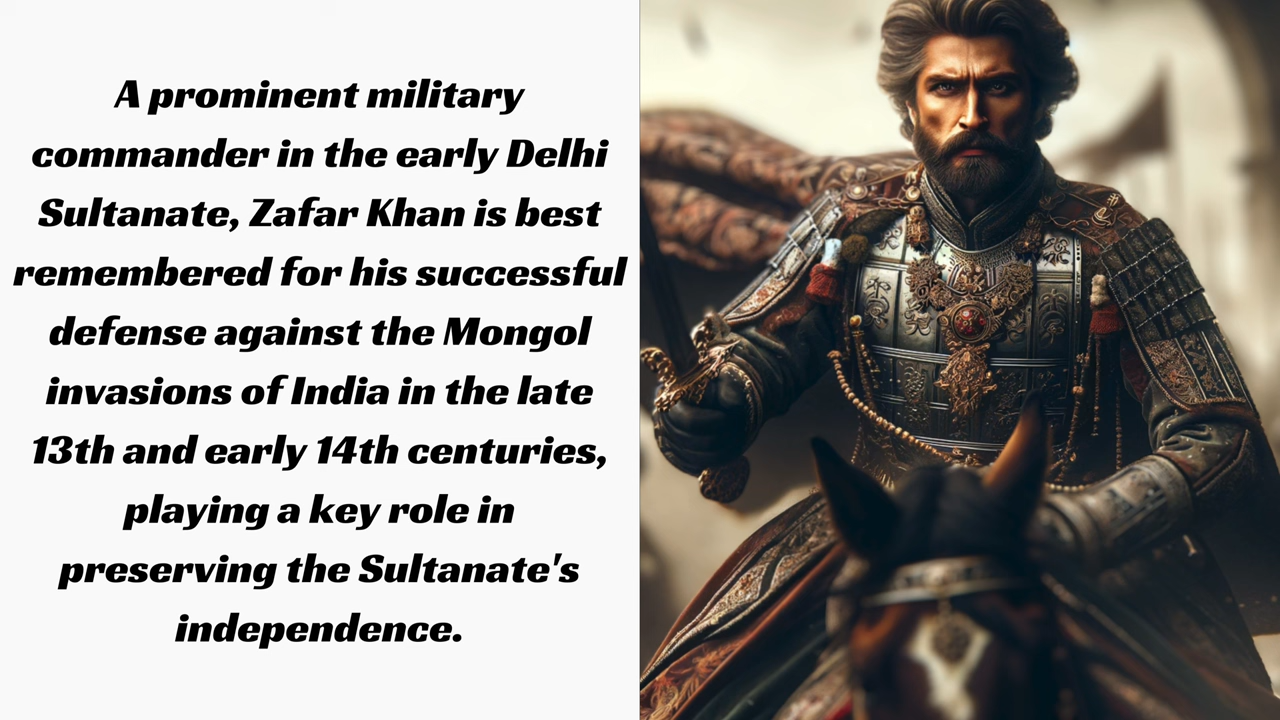 A prominent military
commander in the early Delhi
Sultanate, Zafar Khan is best
remembered for his successful
defense against the Mongol
invasions of India in the late
13th and early 14th centuries,
playing a key role in
preserving the Sultanate's
independence.